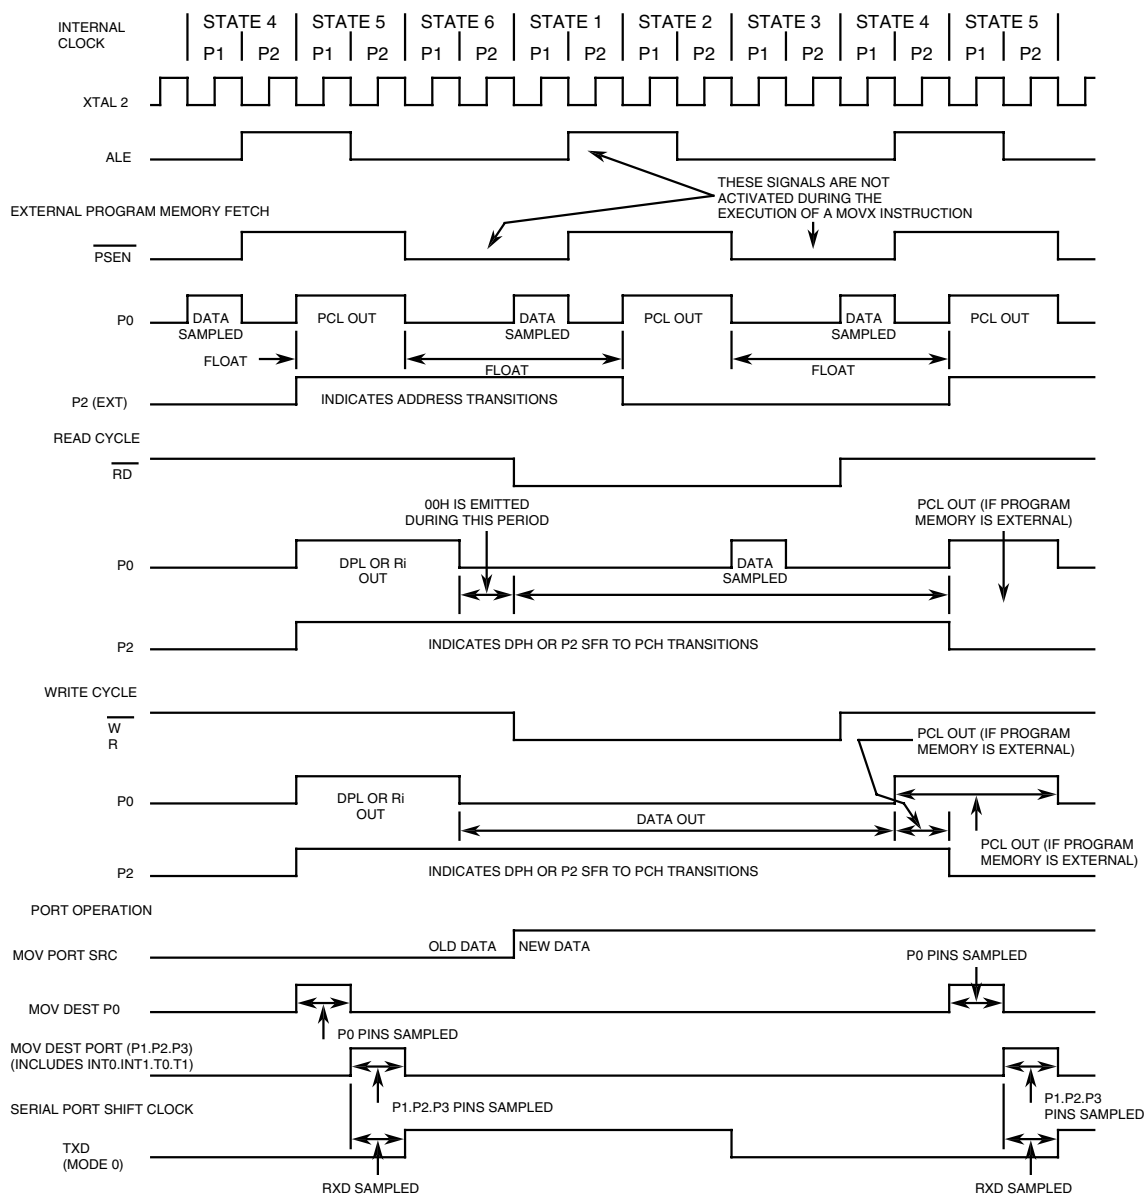 INTERNAL
CLOCK
STATE 4 STATE 5 STATE 6 STATE 1 STATE 2 STATE 3 STATE 4 STATE 5
P1 P2 P1 P2 P1 P2 P1 P2 P1 P2 P1 P2 P1 P2 P1 P2
XTAL 2
ALE
THESE SIGNALS ARE NOT
ACTIVATED DURING THE
EXECUTION OF A MOVX INSTRUCTION
EXTERNAL PROGRAM MEMORY FETCH
PSEN
P0
DATA
SAMPLED
PCL OUT
DATA
SAMPLED
PCL OUT
DATA
SAMPLED
PCL OUT
FLOAT
FLOAT
FLOAT
P2 (EXT)
INDICATES ADDRESS TRANSITIONS
READ CYCLE
RD
00H IS EMITTED
DURING THIS PERIOD
PCL OUT (IF PROGRAM
MEMORY IS EXTERNAL)
P0
DPL OR Ri
OUT
DATA
SAMPLED
P2
INDICATES DPH OR P2 SFR TO PCH TRANSITIONS
WRITE CYCLE
W
R
PCL OUT (IF PROGRAM
MEMORY IS EXTERNAL)
P0
DPL OR Ri
OUT
DATA OUT
PCL OUT (IF PROGRAM
MEMORY IS EXTERNAL)
P2
INDICATES DPH OR P2 SFR TO PCH TRANSITIONS
PORT OPERATION
MOV PORT SRC
OLD DATA
NEW DATA
P0 PINS SAMPLED
MOV DEST P0
P0 PINS SAMPLED
MOV DEST PORT (P1.P2.P3)
(INCLUDES INT0.INT1.T0.T1)
P1.P2.P3 PINS SAMPLED
P1.P2.P3
PINS SAMPLED
SERIAL PORT SHIFT CLOCK
TXD
(MODE 0)
RXD SAMPLED
RXD SAMPLED